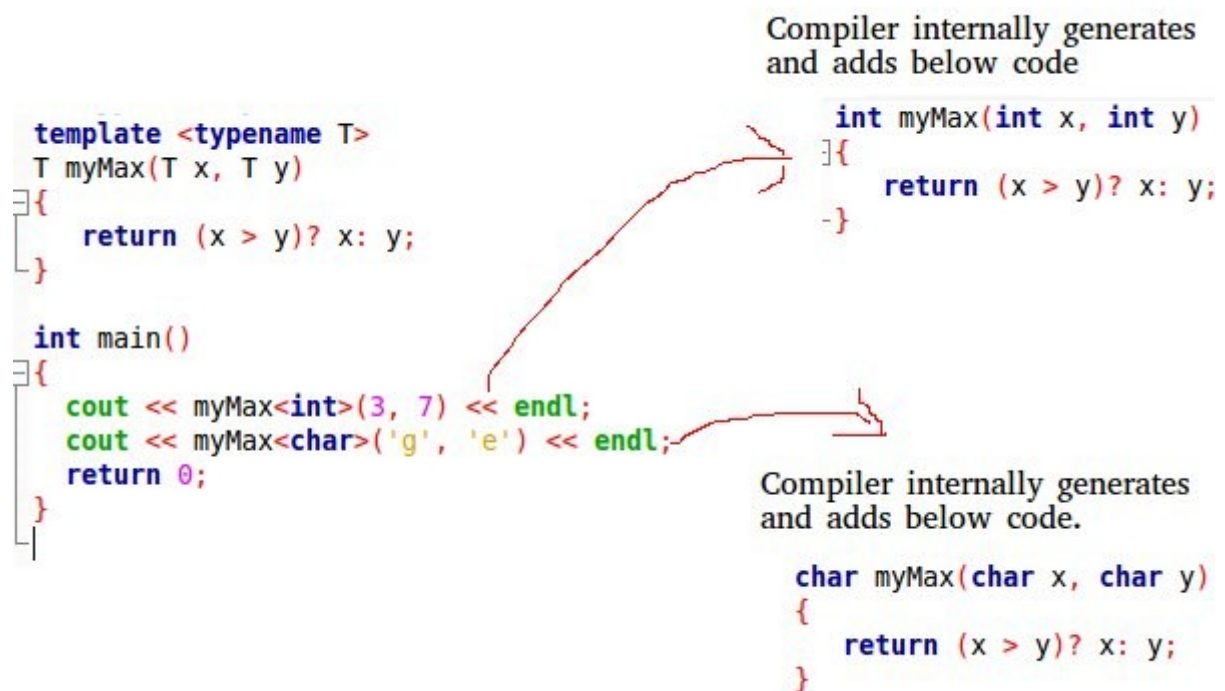 Compiler internally generates
and adds below code
template <typename T>
T myMax(T x, T y)
{
return (x > y)? x: y;
}
int main()
{
cout << myMax<int>(3, 7) << endl;
cout << myMax<char>('g', 'e') << endl;
return 0;
}
int myMax(int x, int y)
{
return (x > y)? x: y;
}
Compiler internally generates
and adds below code.
char myMax(char x, char y)
{
return (x > y)? x: y;
}